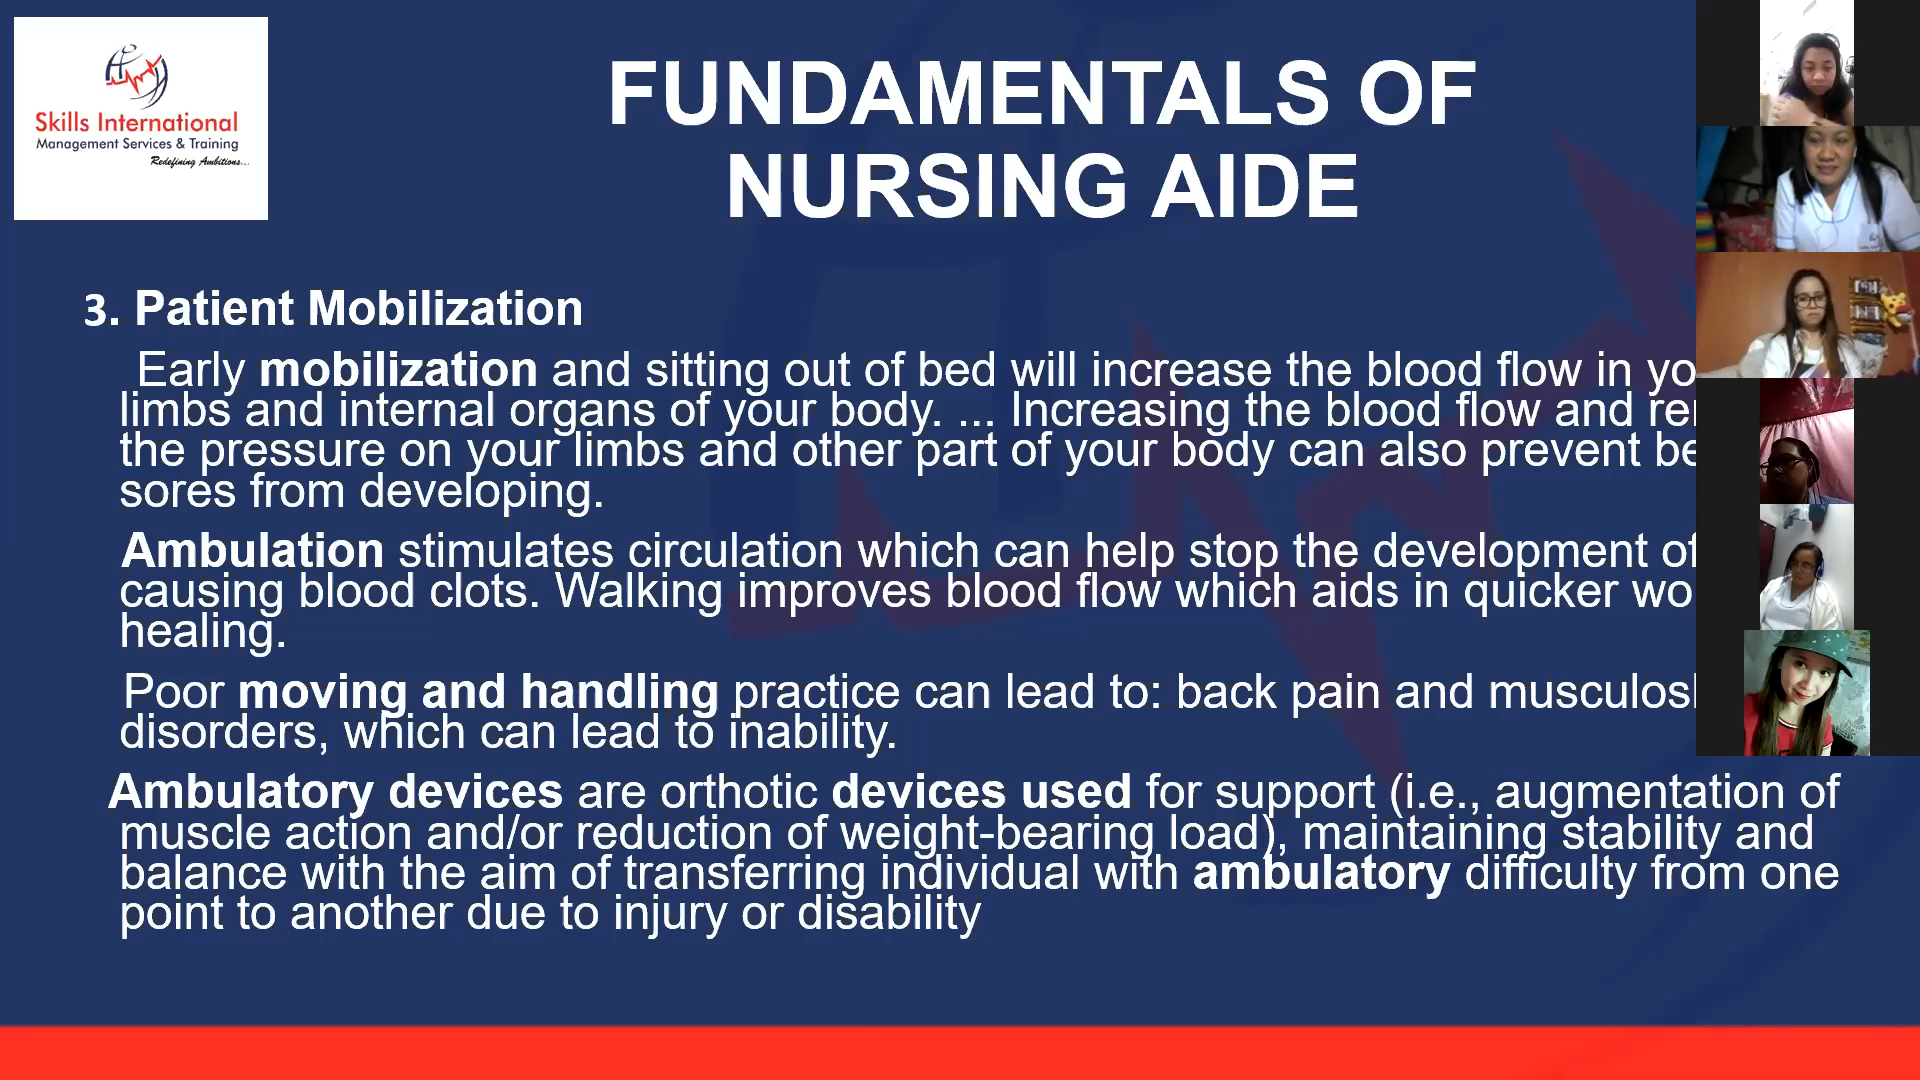 Skills International
Management Services & Training
Redefining Ambitions...
FUNDAMENTALS OF
NURSING AIDE
3. Patient Mobilization
Early mobilization and sitting out of bed will increase the blood flow in
limbs and internal organs of your body. ... Increasing the blood flow and
the pressure on your limbs and other part of your body can also prevent
sores from developing.
Ambulation stimulates circulation which can help stop the development of
causing blood clots. Walking improves blood flow which aids in quicker
healing.
Poor moving and handling practice can lead to: back pain and
disorders, which can lead to inability.
Ambulatory devices are orthotic devices used for support (i.e., augmentation of
muscle action and/or reduction of weight-bearing load), maintaining stability and
balance with the aim of transferring individual with ambulatory difficulty from one
point to another due to injury or disability